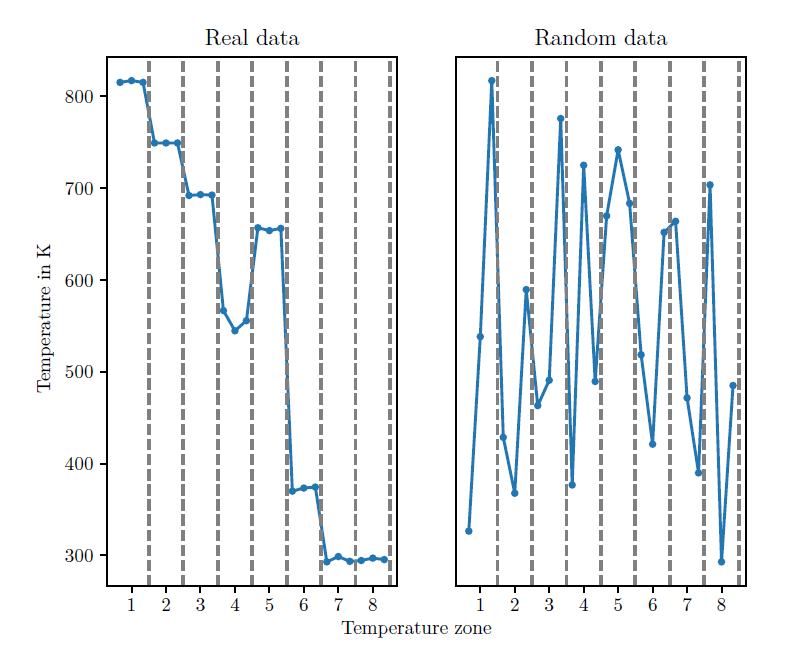 Real data
Random data
Temperature in K
800
700
600
500
400
300
1 2 3 4 5 6 7 8
1 2 3 4 5 6 7 8
Temperature zone